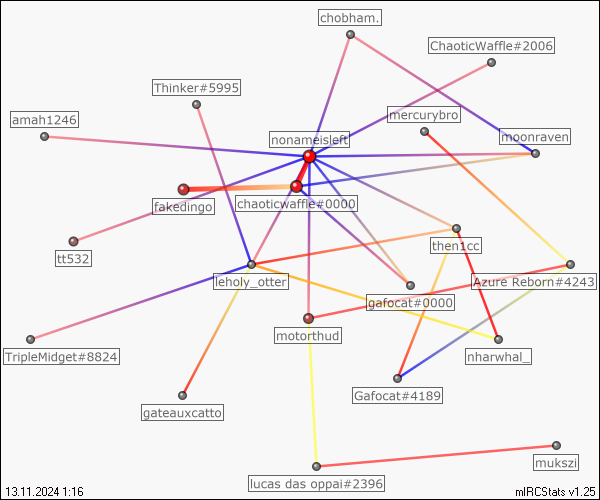 chobham.
ChaoticWaffle#2006
Thinker#5995
mercurybro
amah1246
nonameisleft
moonraven
fakedingo
chaoticwaffle#0000
then1cc
tt532
leholy_otter
Azure Reborn#4243
gafocat#0000
motorthud
TripleMidget#8824
nharwhal_
Gafocat#4189
gateauxcatto
mukszi
lucas das oppai#2396
13.11.2024 1:16
mIRCStats v1.25